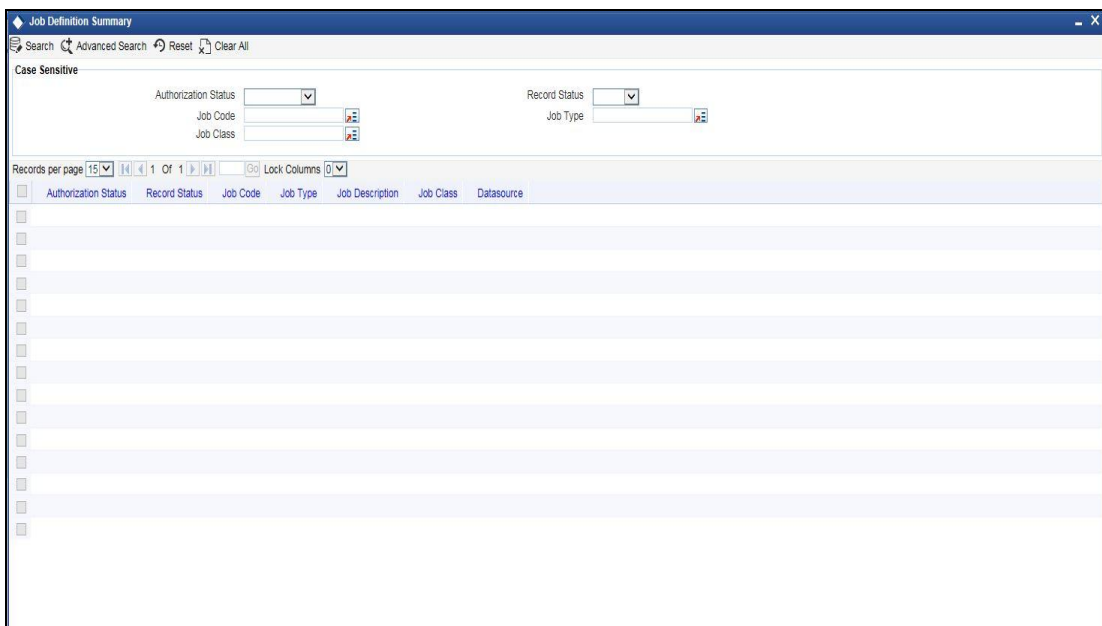 Job Definition Summary
Search Advanced Search Reset Clear All
Case Sensitive
Authorization Status Record Status
Job Code Job Type
Job Class
Records per page 15 1 Of 1 Go Lock Columns 0
Authorization Status Record Status Job Code Job Type Job Description Job Class Datasource